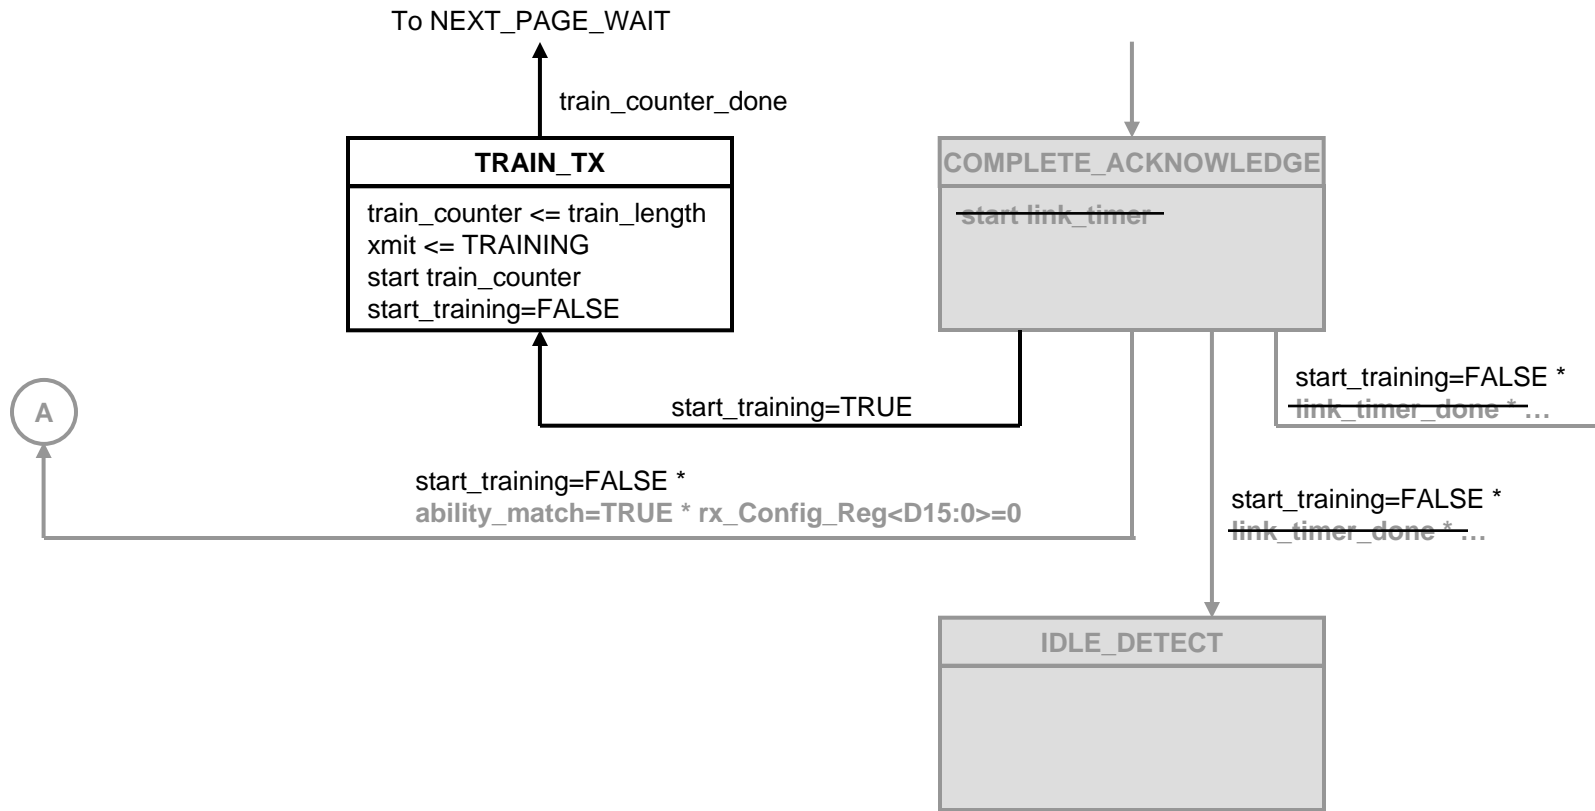 To NEXT_PAGE_WAIT
train_counter_done
TRAIN_TX
train_counter <= train_length
xmit <= TRAINING
start train_counter
start_training=FALSE
COMPLETE_ACKNOWLEDGE
start link_timer
start_training=TRUE
start_training=FALSE *
link_timer_done * ...
A
start_training=FALSE *
ability_match=TRUE * rx_Config_Reg<D15:0>=0
start_training=FALSE *
link_timer_done * ...
IDLE_DETECT